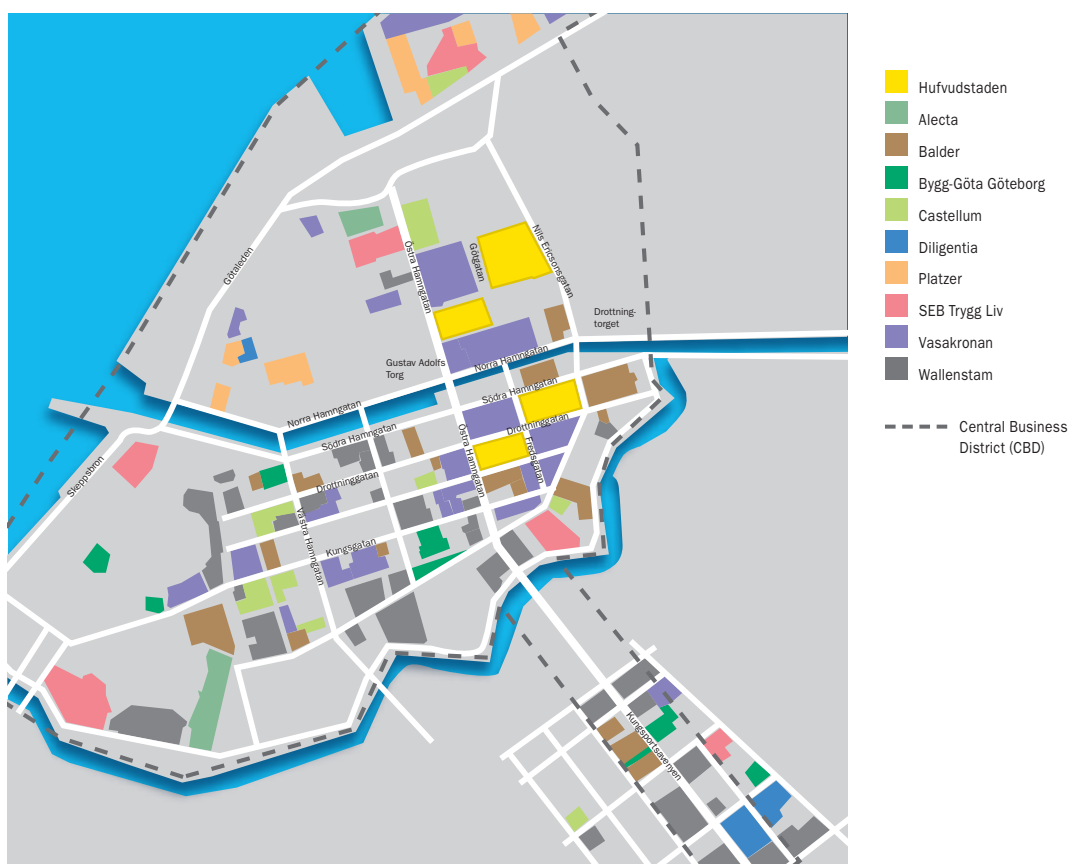 Hufvudstaden
Alecta
Balder
Bygg-Göta Göteborg
Castellum
Diligentia
Platzer
SEB Trygg Liv
Vasakronan
Wallenstam
Central Business
District (CBD)
Götaleden
Östra Hamngatan
Götgatan
Nils Ericsonsgatan
Drottning-
torget
Gustav Adolfs
Torg
Norra Hamngatan
Norra Hamngatan
Södra Hamngatan
Södra Hamngatan
Drottninggatan
Drottninggatan
Östra Hamngatan
Fredsgatan
Skeppsbron
Västra Hamngatan
Kungsgatan
Kungsportsavenyen